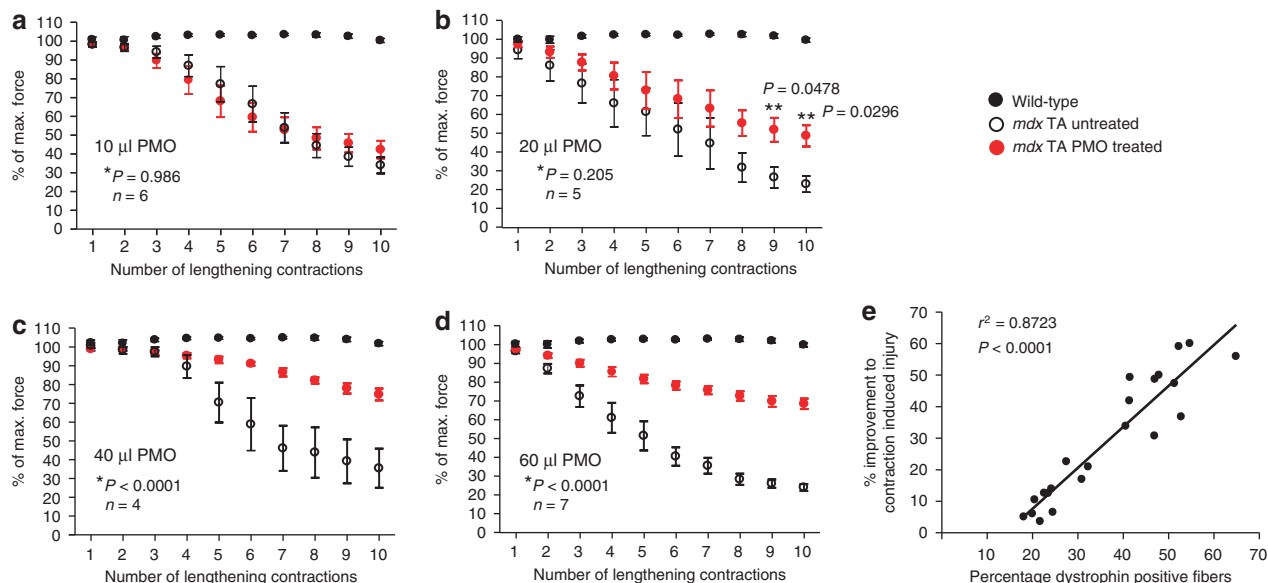 a
110
100
90
80
70
60
50
40
30
20
10
0
% of max. force
10 µl PMO
*P = 0.986
n = 6
1 2 3 4 5 6 7 8 9 10
Number of lengthening contractions
b
110
100
90
80
70
60
50
40
30
20
10
0
% of max. force
20 µl PMO
*P = 0.205
n = 5
P = 0.0478
** **
P = 0.0296
1 2 3 4 5 6 7 8 9 10
Number of lengthening contractions
Wild-type
mdx TA untreated
mdx TA PMO treated
c
110
100
90
80
70
60
50
40
30
20
10
0
% of max. force
40 µl PMO
*P < 0.0001
n = 4
1 2 3 4 5 6 7 8 9 10
Number of lengthening contractions
d
110
100
90
80
70
60
50
40
30
20
10
0
% of max. force
60 µl PMO
*P < 0.0001
n = 7
1 2 3 4 5 6 7 8 9 10
Number of lengthening contractions
e
70
60
50
40
30
20
10
0
% improvement to
contraction induced injury
r² = 0.8723
P < 0.0001
10 20 30 40 50 60 70
Percentage dystrophin positive fibers